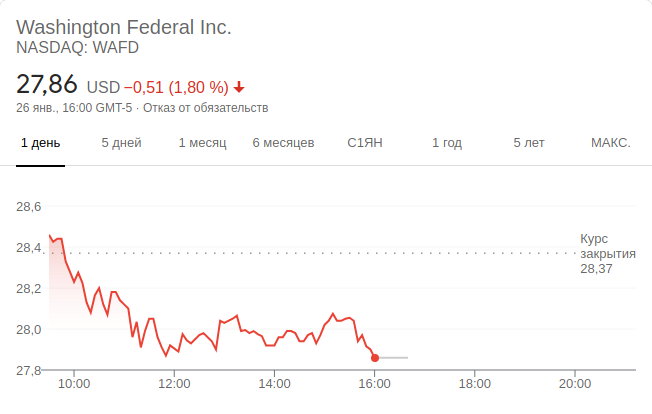 Washington Federal Inc.
NASDAQ: WAFD
27,86 USD −0,51 (1,80 %)
26 янв., 16:00 GMT-5 · Отказ от обязательств
1 день 5 дней 1 месяц 6 месяцев С1ЯН 1 год 5 лет МАКС.
28,6
Курс
28,4 закрытия
28,37
28,2
28,0
27,8
10:00 12:00 14:00 16:00 18:00 20:00